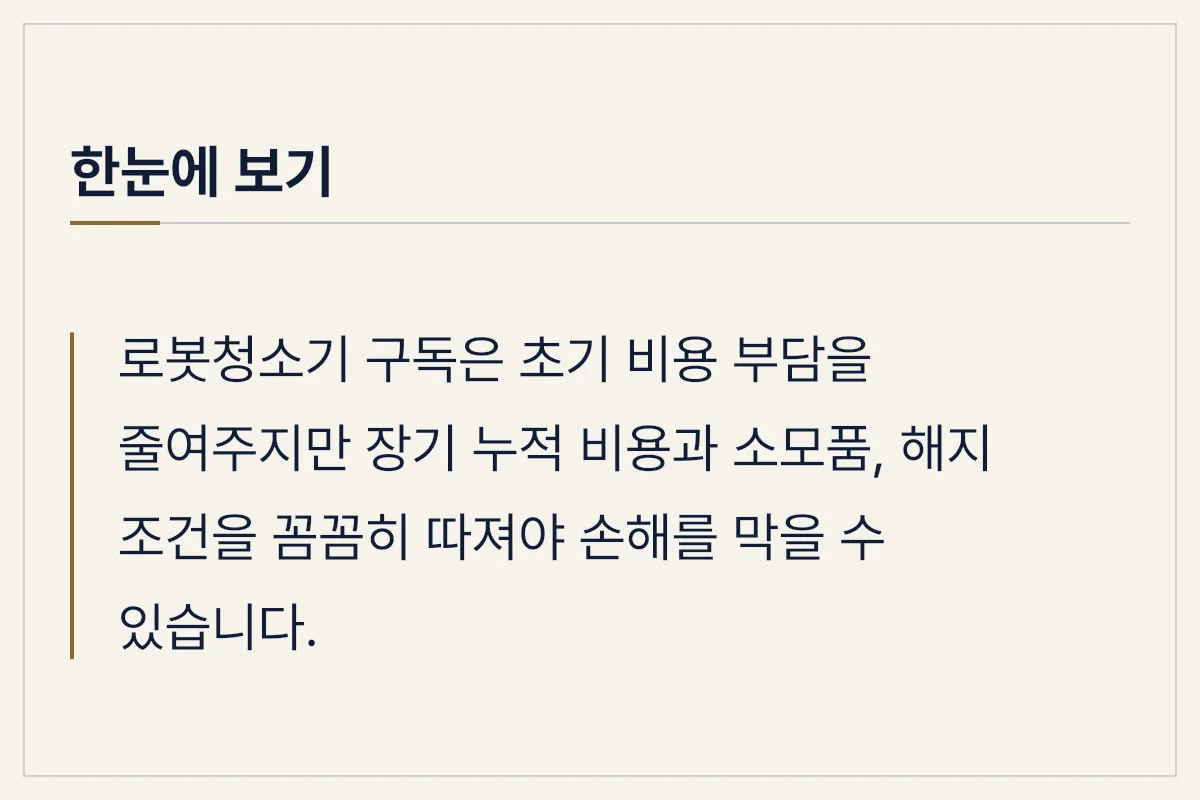 한눈에 보기
로봇청소기 구독은 초기 비용 부담을
줄여주지만 장기 누적 비용과 소모품, 해지
조건을 꼼꼼히 따져야 손해를 막을 수
있습니다.